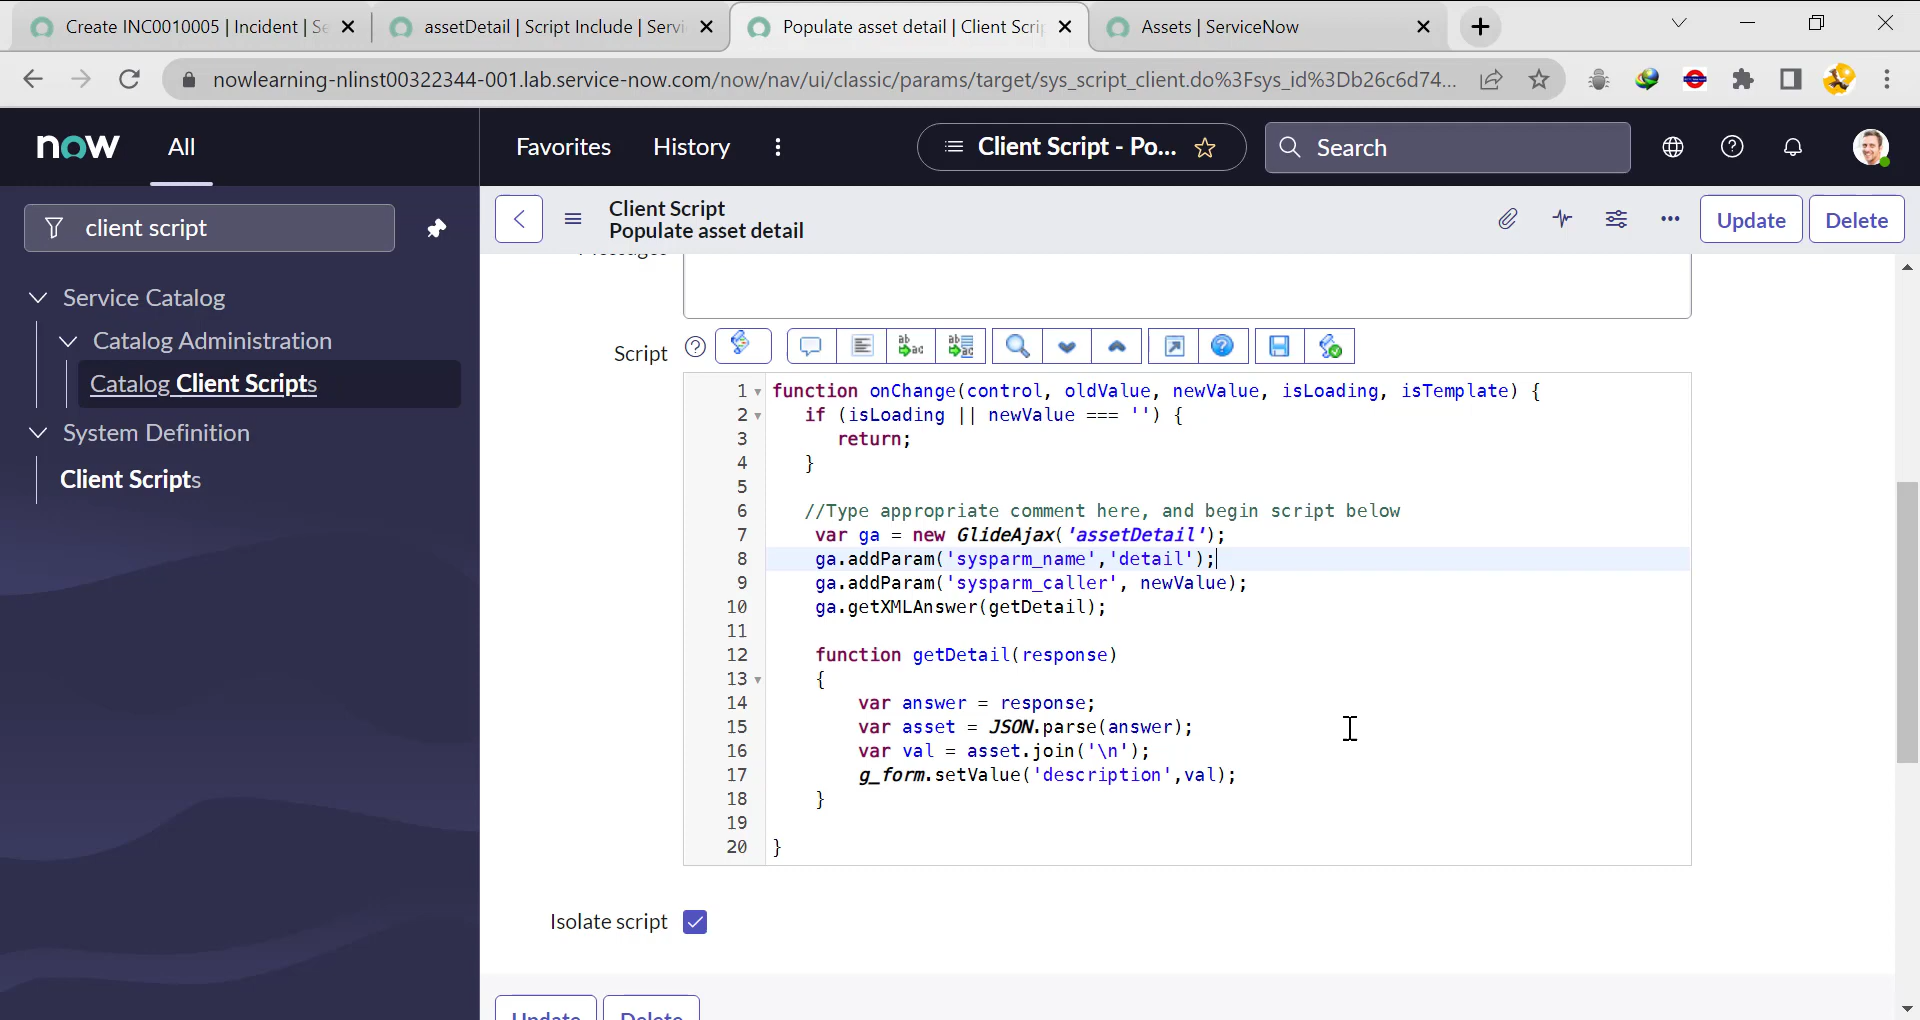 Create INC0010005 | Incident | Se
assetDetail | Script Include | Servi
Populate asset detail | Client Scri
Assets | ServiceNow
nowlearning-nlinst00322344-001.lab.service-now.com/now/nav/ui/classic/params/target/sys_script_client.do%3Fsys_id%3Db26c6d74...
now
All
Favorites
History
Client Script - Po...
Search
client script
Service Catalog
Catalog Administration
Catalog Client Scripts
System Definition
Client Scripts
Client Script
Populate asset detail
Update
Delete
Messages
Script
1 function onChange(control, oldValue, newValue, isLoading, isTemplate) {
2 if (isLoading || newValue === '') {
3 return;
4 }
5
6 //Type appropriate comment here, and begin script below
7 var ga = new GlideAjax('assetDetail');
8 ga.addParam('sysparm_name','detail');
9 ga.addParam('sysparm_caller', newValue);
10 ga.getXMLAnswer(getDetail);
11
12 function getDetail(response)
13 {
14 var answer = response;
15 var asset = JSON.parse(answer);
16 var val = asset.join('\n');
17 g_form.setValue('description',val);
18 }
19
20 }
Isolate script
Update
Delete